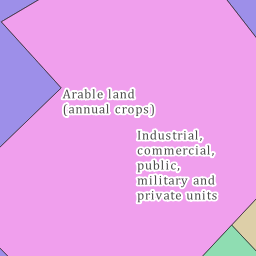 Arable land
(annual crops)
Industrial,
commercial,
public,
military and
private units